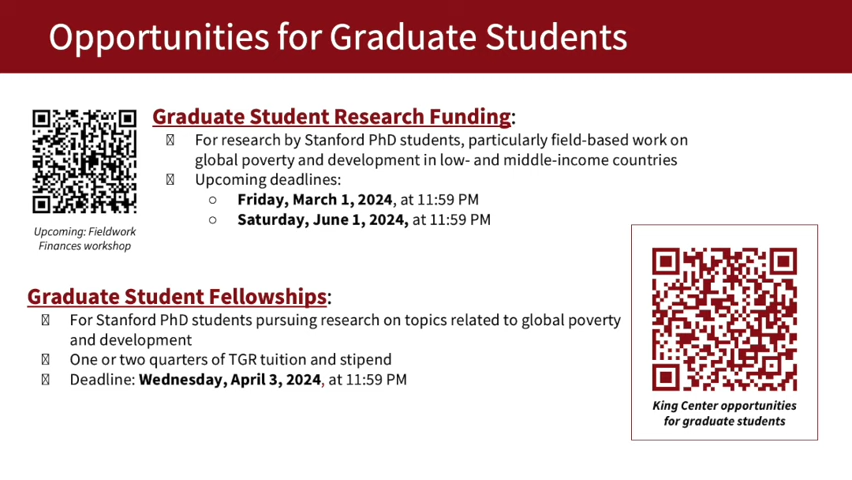 Opportunities for Graduate Students
Graduate Student Research Funding:
For research by Stanford PhD students, particularly field-based work on
global poverty and development in low- and middle-income countries
Upcoming deadlines:
○ Friday, March 1, 2024, at 11:59 PM
○ Saturday, June 1, 2024, at 11:59 PM
Upcoming: Fieldwork
Finances workshop
Graduate Student Fellowships:
For Stanford PhD students pursuing research on topics related to global poverty
and development
One or two quarters of TGR tuition and stipend
Deadline: Wednesday, April 3, 2024, at 11:59 PM
King Center opportunities
for graduate students